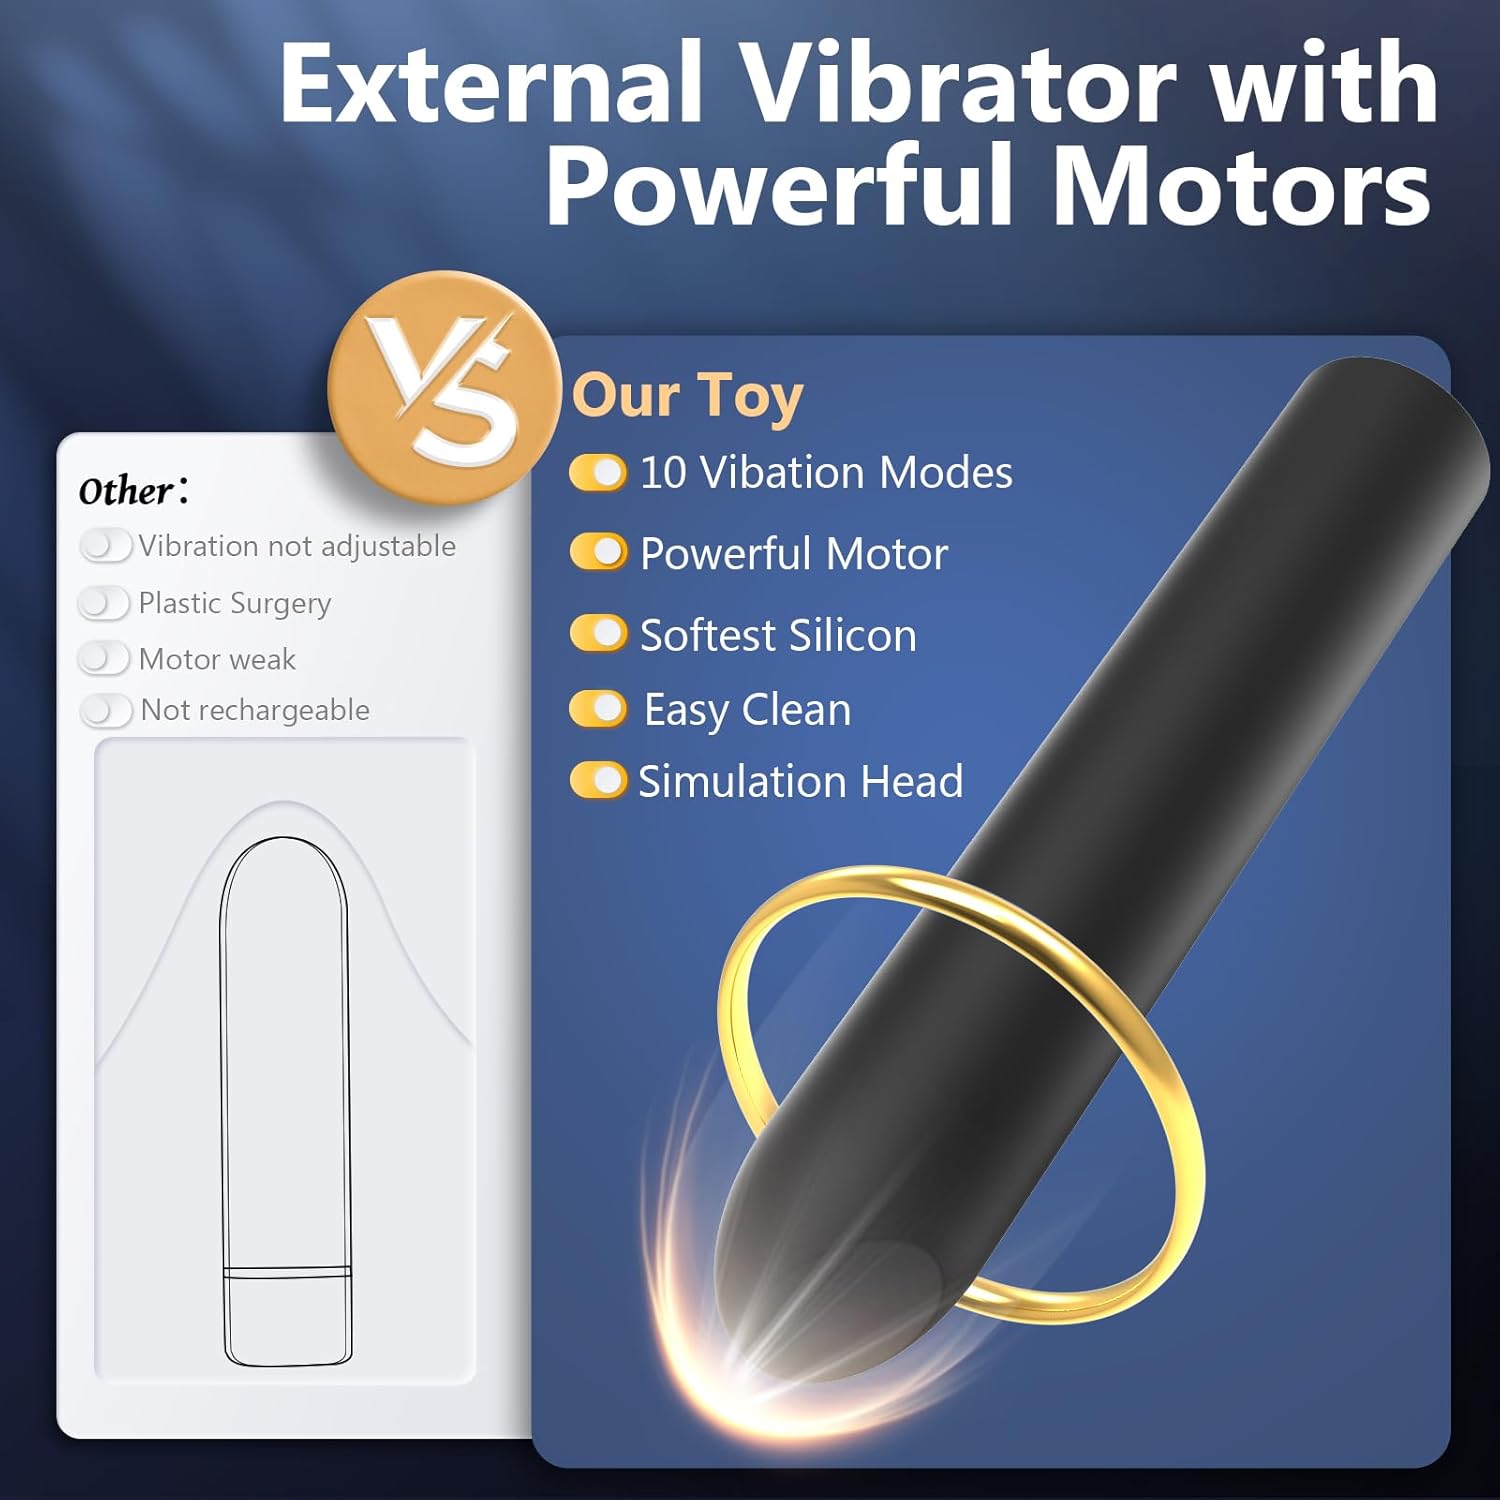 External Vibrator with
Powerful Motors
VS
Other:
Vibration not adjustable
Plastic Surgery
Motor weak
Not rechargeable
Our Toy
10 Vibation Modes
Powerful Motor
Softest Silicon
Easy Clean
Simulation Head